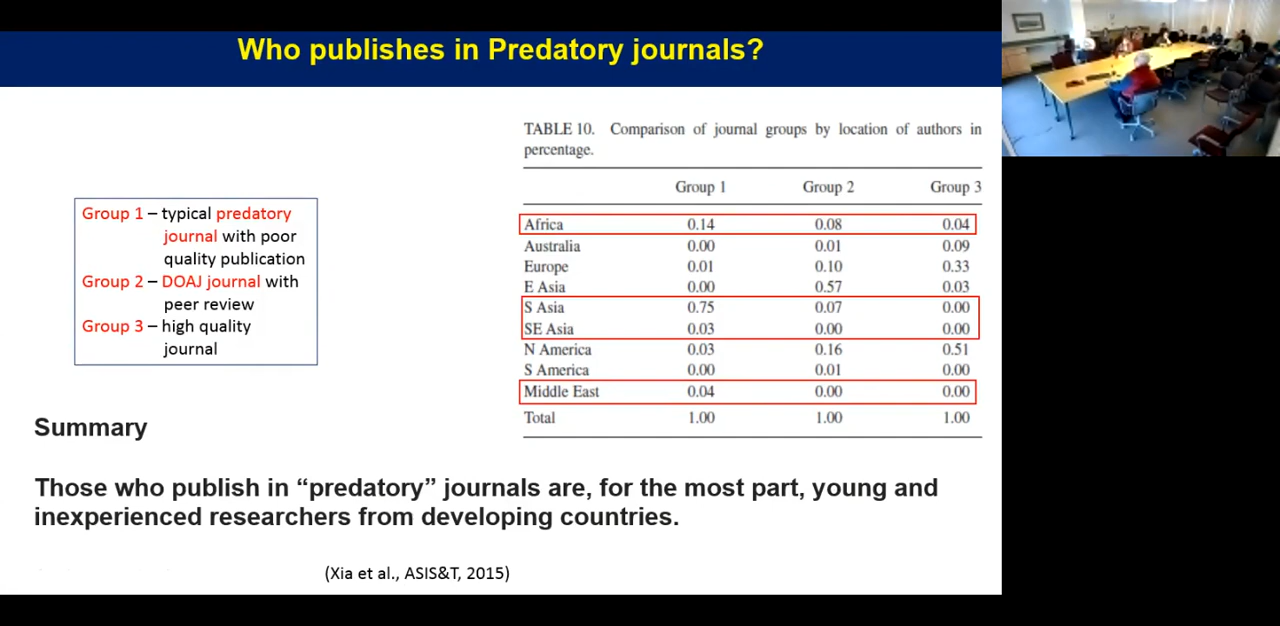 Who publishes in Predatory journals?
Group 1 – typical predatory
journal with poor
quality publication
Group 2 – DOAJ journal with
peer review
Group 3 – high quality
journal
TABLE 10. Comparison of journal groups by location of authors in
percentage.
Group 1 Group 2 Group 3
Africa 0.14 0.08 0.04
Australia 0.00 0.01 0.09
Europe 0.01 0.10 0.33
E Asia 0.00 0.57 0.03
S Asia 0.75 0.07 0.00
SE Asia 0.03 0.00 0.00
N America 0.03 0.16 0.51
S America 0.00 0.01 0.00
Middle East 0.04 0.00 0.00
Total 1.00 1.00 1.00
Summary
Those who publish in “predatory” journals are, for the most part, young and
inexperienced researchers from developing countries.
(Xia et al., ASIS&T, 2015)